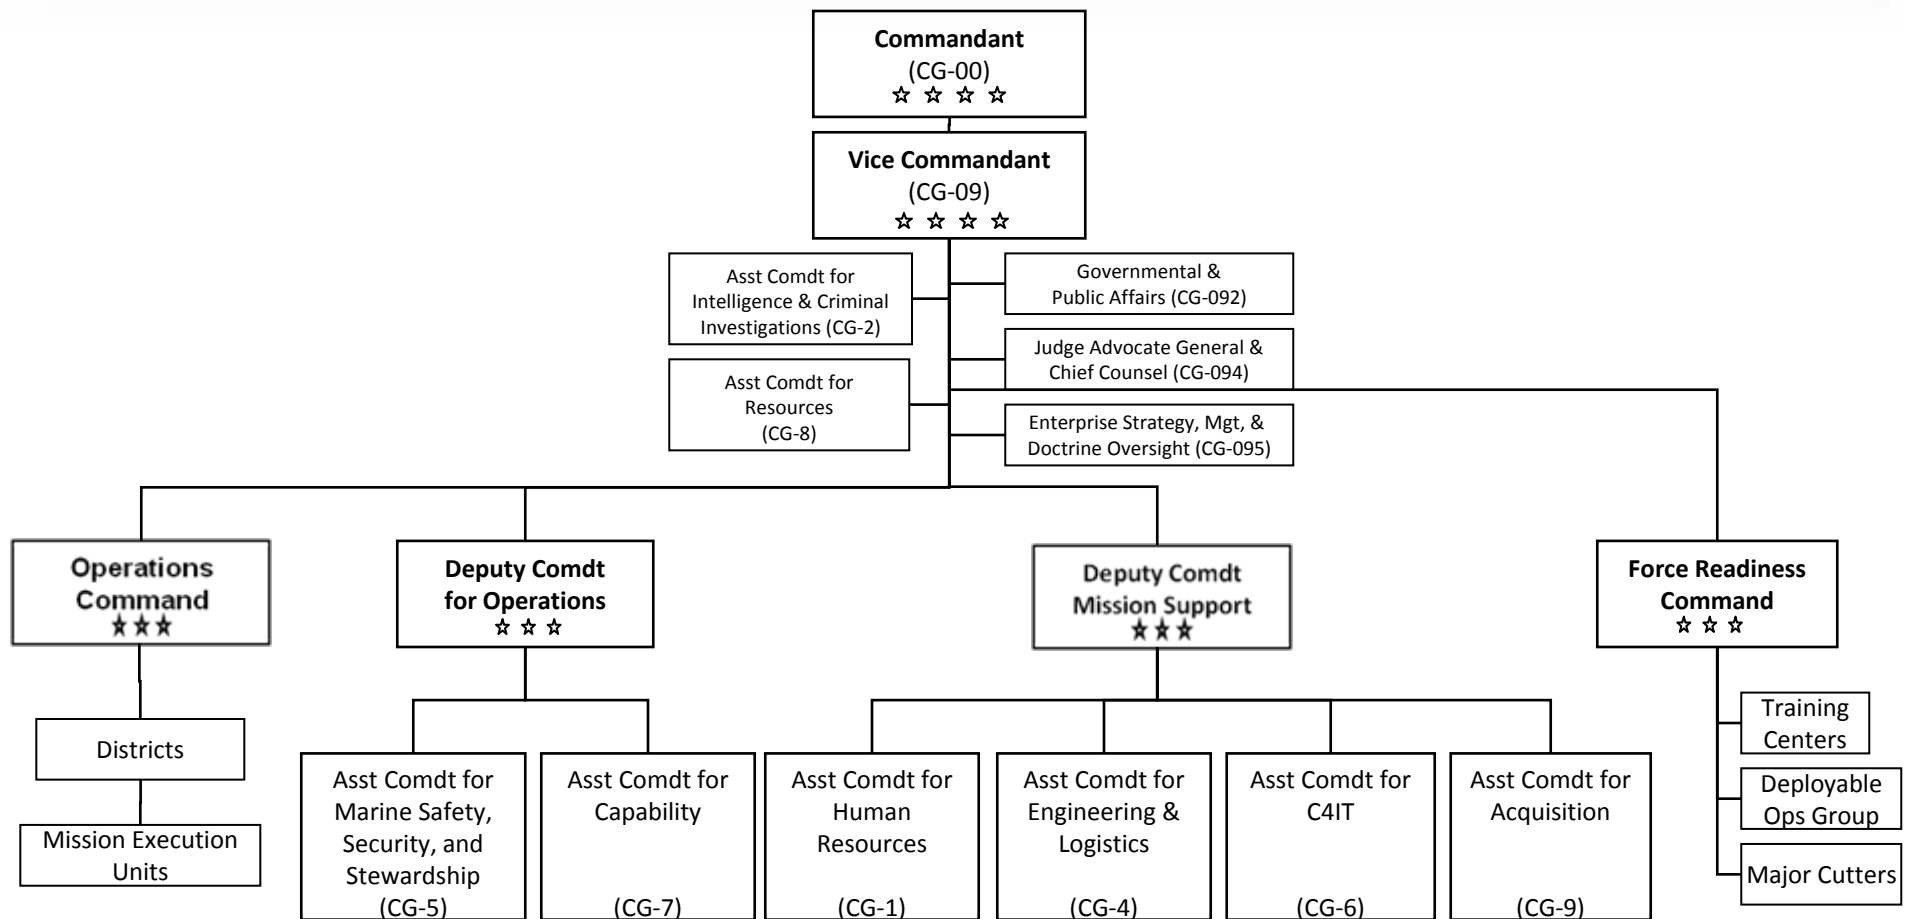 Commandant
(CG-00)
☆ ☆ ☆ ☆
Vice Commandant
(CG-09)
☆ ☆ ☆ ☆
Asst Comdt for
Intelligence & Criminal
Investigations (CG-2)
Governmental &
Public Affairs (CG-092)
Judge Advocate General &
Chief Counsel (CG-094)
Asst Comdt for
Resources
(CG-8)
Enterprise Strategy, Mgt, &
Doctrine Oversight (CG-095)
Operations
Command
☆☆☆
Deputy Comdt
for Operations
☆ ☆ ☆
Deputy Comdt
Mission Support
☆☆☆
Force Readiness
Command
☆ ☆ ☆
Districts
Mission Execution
Units
Asst Comdt for
Marine Safety,
Security, and
Stewardship
(CG-5)
Asst Comdt for
Capability
(CG-7)
Asst Comdt for
Human
Resources
(CG-1)
Asst Comdt for
Engineering &
Logistics
(CG-4)
Asst Comdt for
C4IT
(CG-6)
Asst Comdt for
Acquisition
(CG-9)
Training
Centers
Deployable
Ops Group
Major Cutters